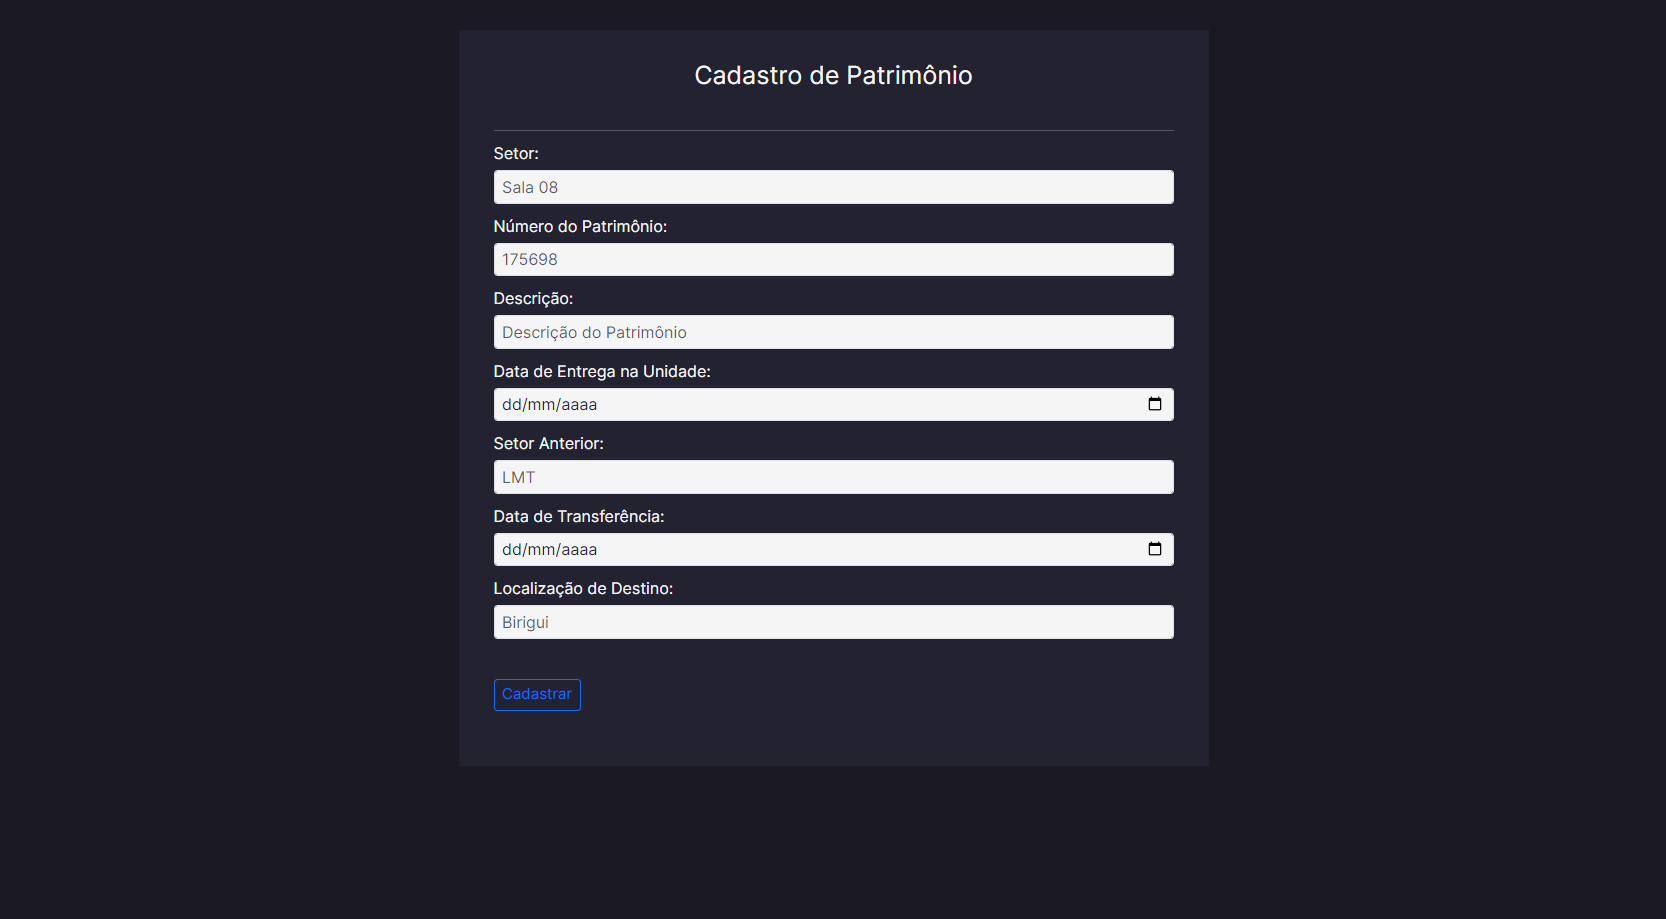 Cadastro de Patrimônio
Setor:
Sala 08
Número do Patrimônio:
175698
Descrição:
Descrição do Patrimônio
Data de Entrega na Unidade:
dd/mm/aaaa
Setor Anterior:
LMT
Data de Transferência:
dd/mm/aaaa
Localização de Destino:
Birigui
Cadastrar